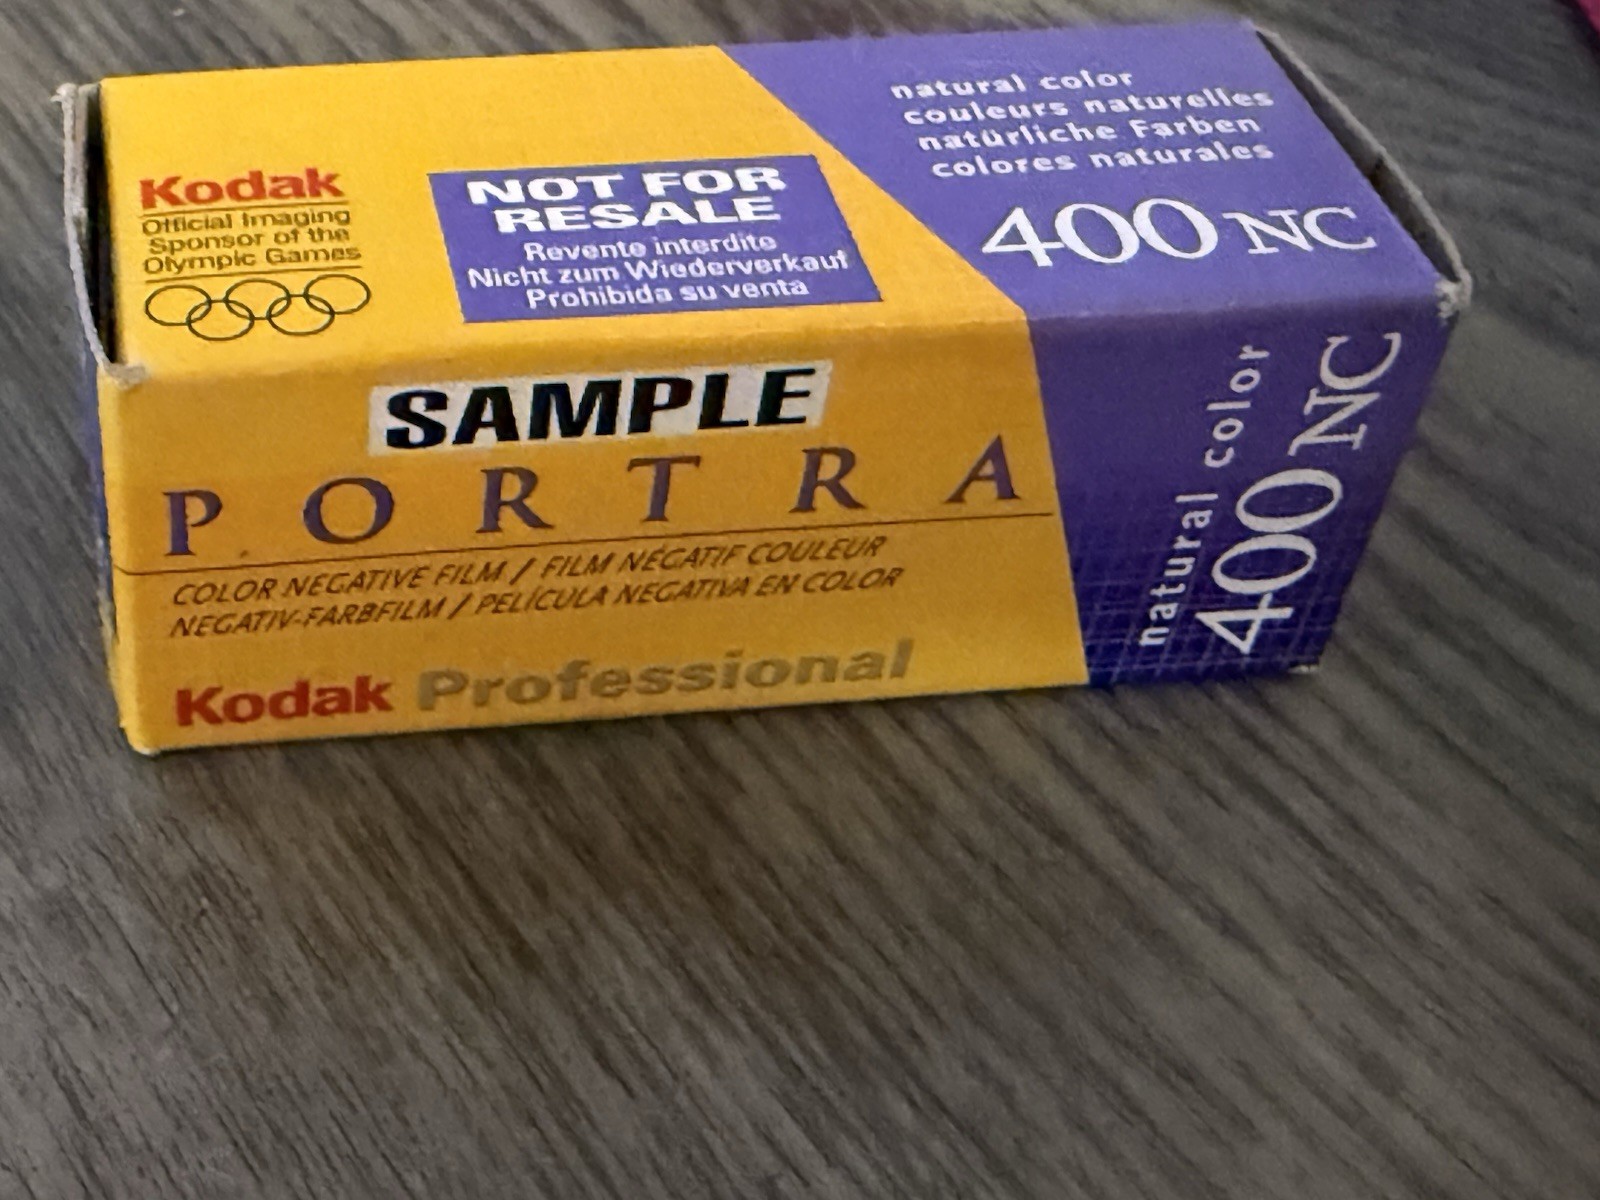 Kodak
Official Imaging
Sponsor of the
Olympic Games
NOT FOR
RESALE
Revente interdite
Nicht zum Wiederverkauf
Prohibida su venta
natural color
couleurs naturelles
natürliche Farben
colores naturales
400 NC
SAMPLE
PORTRA
COLOR NEGATIVE FILM / FILM NÉGATIF COULEUR
NEGATIV-FARBFILM / PELÍCULA NEGATIVA EN COLOR
Kodak Professional
natural color
400 NC